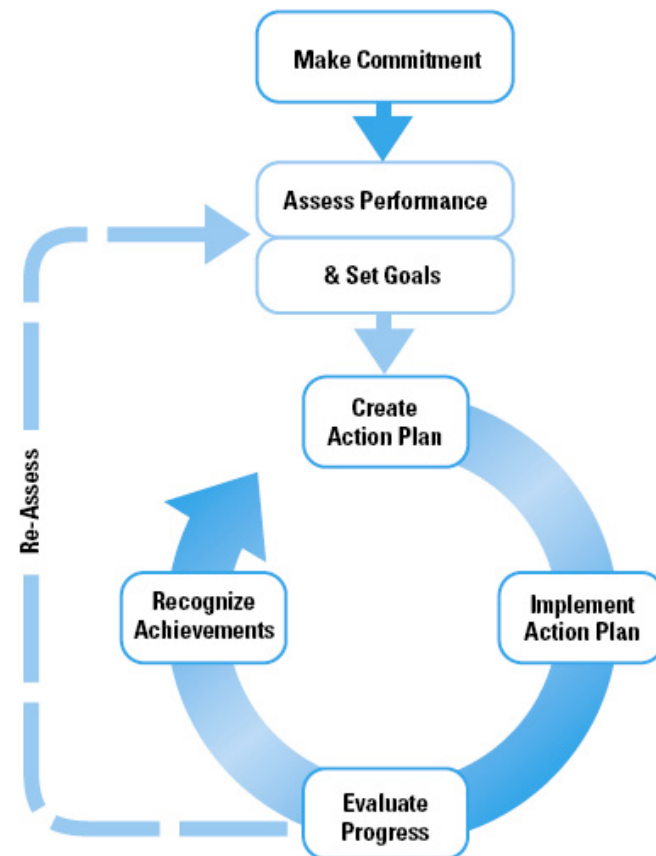 Make Commitment
Assess Performance
& Set Goals
Create
Action Plan
Re-Assess
Recognize
Achievements
Implement
Action Plan
Evaluate
Progress